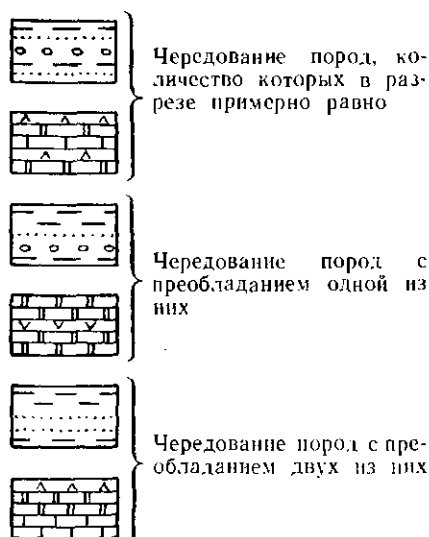 Чередование пород, ко-
личество которых в раз-
резе примерно равно
Чередование пород с
преобладанием одной из
них
Чередование пород с пре-
обладанием двух из них